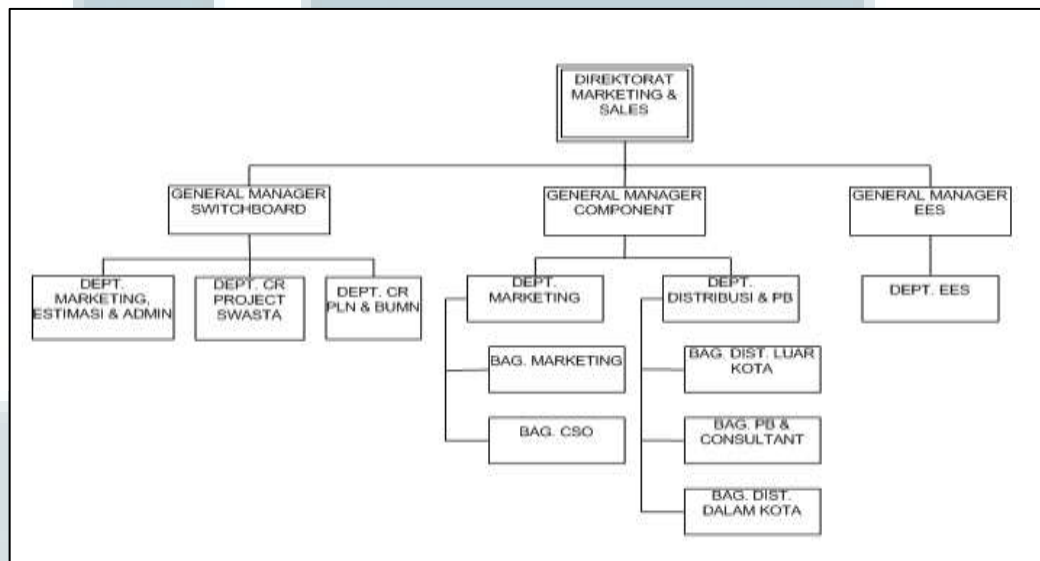 DIREKTORAT
MARKETING &
SALES
GENERAL MANAGER
SWITCHBOARD
GENERAL MANAGER
COMPONENT
GENERAL MANAGER
EES
DEPT.
MARKETING,
ESTIMASI & ADMIN
DEPT. CR
PROJECT
SWASTA
DEPT. CR
PLN & BUMN
DEPT.
MARKETING
DEPT.
DISTRIBUSI & PB
DEPT. EES
BAG. MARKETING
BAG. DIST. LUAR
KOTA
BAG. CSO
BAG. PB &
CONSULTANT
BAG. DIST.
DALAM KOTA